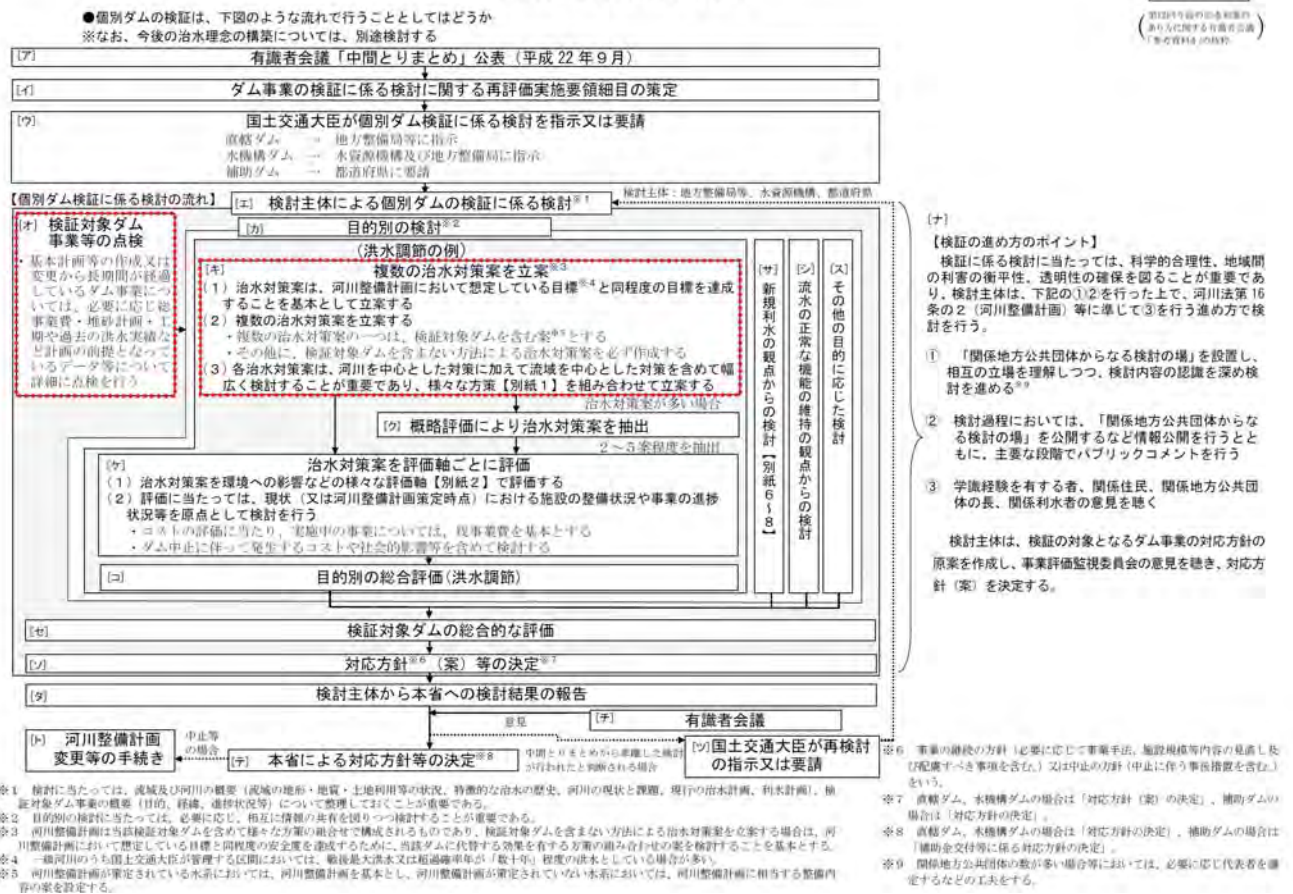 ●個別ダムの検証は、下図のような流れで行うこととしてはどうか
※なお、今後の治水理念の構築については、別途検討する
[ア] 有識者会議「中間とりまとめ」公表（平成22年9月）
[イ] ダム事業の検証に係る検討に関する再評価実施要領細目の策定
[ウ] 国土交通大臣が個別ダム検証に係る検討を指示又は要請
直轄ダム → 地方整備局等に指示
水機構ダム → 水資源機構及び地方整備局に指示
補助ダム → 都道府県に要請
【個別ダム検証に係る検討の流れ】
検討主体：地方整備局等、水資源機構、都道府県
[エ] 検討主体による個別ダムの検証に係る検討※1
[オ] 検証対象ダム
事業等の点検
・基本計画等の作成又は
変更から長期間が経過
しているダム事業につ
いては、必要に応じ総
事業費・堆砂計画・工
期や過去の洪水実績な
ど計画の前提となって
いるデータ等について
詳細に点検を行う
[カ] 目的別の検討※2
(洪水調節の例)
[キ] 複数の治水対策案を立案※3
(1) 治水対策案は、河川整備計画において想定している目標※4と同程度の目標を達成
することを基本として立案する
(2) 複数の治水対策案を立案する
・複数の治水対策案の一つは、検証対象ダムを含む案※5とする
・その他に、検証対象ダムを含まない方法による治水対策案を必ず作成する
(3) 各治水対策案は、河川を中心とした対策に加えて流域を中心とした対策を含めて幅
広く検討することが重要であり、様々な方策【別紙1】を組み合わせて立案する
治水対策案が多い場合
[ク] 概略評価により治水対策案を抽出
2～5案程度を抽出
[ケ] 治水対策案を評価軸ごとに評価
(1) 治水対策案を環境への影響などの様々な評価軸【別紙2】で評価する
(2) 評価に当たっては、現状（又は河川整備計画策定時点）における施設の整備状況や事業の進捗
状況等を原点として検討を行う
・コストの評価に当たり、実施中の事業については、残事業費を基本とする
・ダム中止に伴って発生するコストや社会的影響等を含めて検討する
[コ] 目的別の総合評価(洪水調節)
[サ] 新規利水の観点からの検討【別紙6～8】
[シ] 流水の正常な機能の維持の観点からの検討
[ス] その他の目的に応じた検討
[セ] 検証対象ダムの総合的な評価
[ソ] 対応方針※6（案）等の決定※7
[タ] 検討主体から本省への検討結果の報告
意見
[チ] 有識者会議
[ト] 河川整備計画
変更等の手続き
中止等
の場合
[テ] 本省による対応方針等の決定※8
中間とりまとめから乖離した検討
が行われたと判断される場合
[ツ] 国土交通大臣が再検討
の指示又は要請
[ナ]
【検証の進め方のポイント】
検証に係る検討に当たっては、科学的合理性、地域間
の利害の衡平性、透明性の確保を図ることが重要であ
り、検討主体は、下記の①②を行った上で、河川法第16
条の2（河川整備計画）等に準じて③を行う進め方で検
討を行う。
① 「関係地方公共団体からなる検討の場」を設置し、
相互の立場を理解しつつ、検討内容の認識を深め検
討を進める※9
② 検討過程においては、「関係地方公共団体からな
る検討の場」を公開するなど情報公開を行うとと
もに、主要な段階でパブリックコメントを行う
③ 学識経験を有する者、関係住民、関係地方公共団
体の長、関係利水者の意見を聴く
検討主体は、検証の対象となるダム事業の対応方針の
原案を作成し、事業評価監視委員会の意見を聴き、対応方
針（案）を決定する。
※1 検討に当たっては、流域及び河川の概要（流域の地形・地質・土地利用等の状況、特徴的な治水の歴史、河川の現状と課題、現行の治水計画、利水計画）、検
証対象ダム事業の概要（目的、経緯、進捗状況等）について整理しておくことが重要である。
※2 目的別の検討に当たっては、必要に応じ、相互に情報の共有を図りつつ検討することが重要である。
※3 河川整備計画は当該検証対象ダムを含めて様々な方策の組合せで構成されるものであり、検証対象ダムを含まない方法による治水対策案を立案する場合は、河
川整備計画において想定している目標と同程度の安全度を達成するために、当該ダムに代替する効果を有する方策の組み合わせの案を検討することを基本とする。
※4 一級河川のうち国土交通大臣が管理する区間においては、戦後最大洪水又は超過確率年が「数十年」程度の洪水としている場合が多い。
※5 河川整備計画が策定されている水系においては、河川整備計画を基本とし、河川整備計画が策定されていない水系においては、河川整備計画に相当する整備内
容の案を設定する。
※6 事業の継続の方針（必要に応じて事業手法、施設規模等内容の見直し及
び配慮すべき事項を含む。）又は中止の方針（中止に伴う事後措置を含む。）
をいう。
※7 直轄ダム、水機構ダムの場合は「対応方針（案）の決定」、補助ダムの
場合は「対応方針の決定」。
※8 直轄ダム、水機構ダムの場合は「対応方針の決定」、補助ダムの場合は
「補助金交付等に係る対応方針の決定」。
※9 関係地方公共団体の数が多い場合等においては、必要に応じ代表者を選
定するなどの工夫をする。